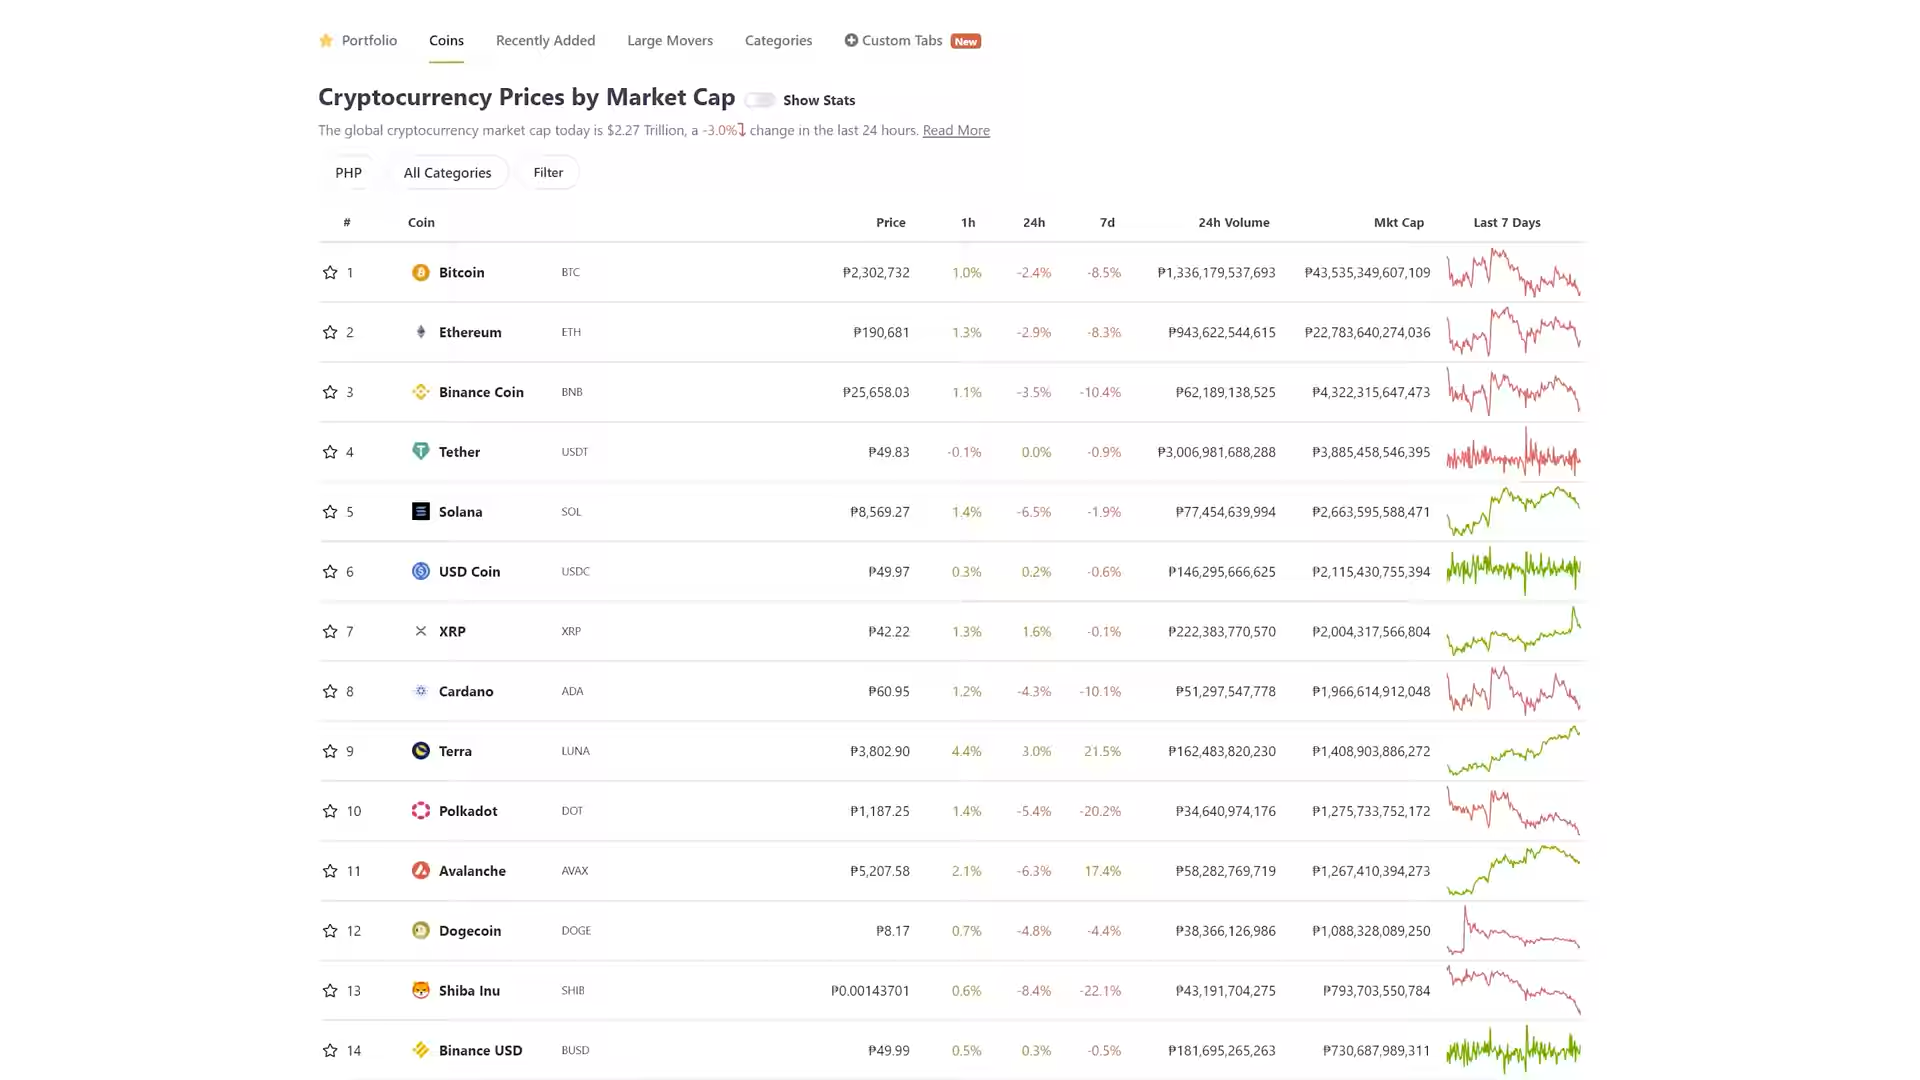 Portfolio Coins Recently Added Large Movers Categories Custom Tabs New
Cryptocurrency Prices by Market Cap Show Stats
The global cryptocurrency market cap today is $2.27 Trillion, a -3.0% change in the last 24 hours. Read More
PHP All Categories Filter
# Coin Price 1h 24h 7d 24h Volume Mkt Cap Last 7 Days
1 Bitcoin BTC ₱2,302,732 1.0% -2.4% -8.5% ₱1,336,179,537,693 ₱43,535,349,607,109
2 Ethereum ETH ₱190,681 1.3% -2.9% -8.3% ₱943,622,544,615 ₱22,783,640,274,036
3 Binance Coin BNB ₱25,658.03 1.1% -3.5% -10.4% ₱62,189,138,525 ₱4,322,315,647,473
4 Tether USDT ₱49.83 -0.1% 0.0% -0.9% ₱3,006,981,688,288 ₱3,885,458,546,395
5 Solana SOL ₱8,569.27 1.4% -6.5% -1.9% ₱77,454,639,994 ₱2,663,595,588,471
6 USD Coin USDC ₱49.97 0.3% 0.2% -0.6% ₱146,295,666,625 ₱2,115,430,755,394
7 XRP XRP ₱42.22 1.3% 1.6% -0.1% ₱222,383,770,570 ₱2,004,317,566,804
8 Cardano ADA ₱60.95 1.2% -4.3% -10.1% ₱51,297,547,778 ₱1,966,614,912,048
9 Terra LUNA ₱3,802.90 4.4% 3.0% 21.5% ₱162,483,820,230 ₱1,408,903,886,272
10 Polkadot DOT ₱1,187.25 1.4% -5.4% -20.2% ₱34,640,974,176 ₱1,275,733,752,172
11 Avalanche AVAX ₱5,207.58 2.1% -6.3% 17.4% ₱58,282,769,719 ₱1,267,410,394,273
12 Dogecoin DOGE ₱8.17 0.7% -4.8% -4.4% ₱38,366,126,986 ₱1,088,328,089,250
13 Shiba Inu SHIB ₱0.00143701 0.6% -8.4% -22.1% ₱43,191,704,275 ₱793,703,550,784
14 Binance USD BUSD ₱49.99 0.5% 0.3% -0.5% ₱181,695,265,263 ₱730,687,989,311